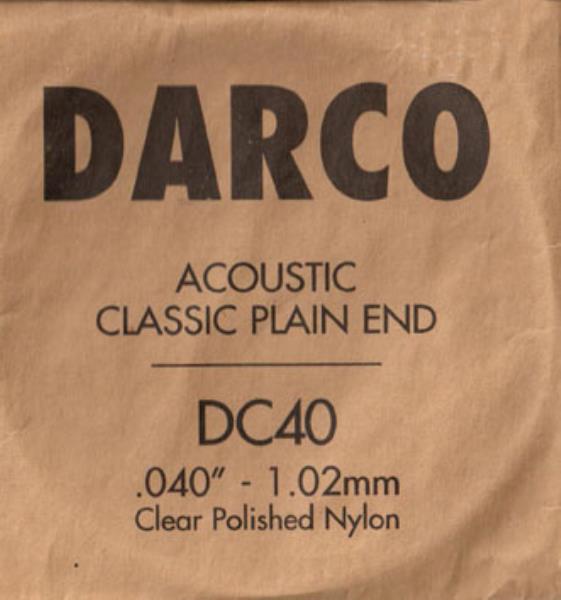 DARCO
ACOUSTIC
CLASSIC PLAIN END
DC40
.040" - 1.02mm
Clear Polished Nylon